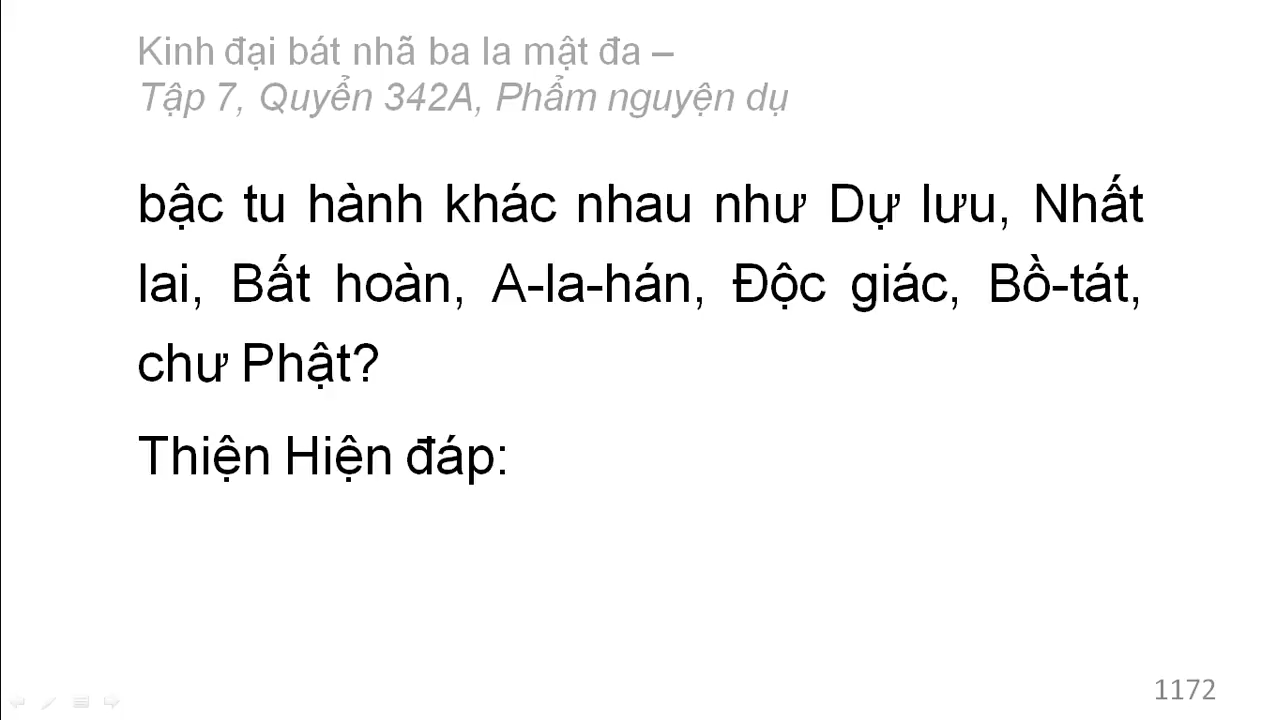 Kinh đại bát nhã ba la mật đa –
Tập 7, Quyển 342A, Phẩm nguyện dụ
bậc tu hành khác nhau như Dự lưu, Nhất
lai, Bất hoàn, A-la-hán, Độc giác, Bồ-tát,
chư Phật?
Thiện Hiện đáp:
1172